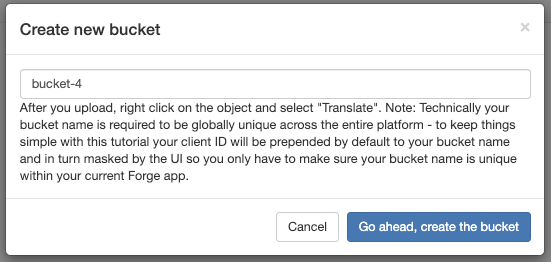 Create new bucket
×
bucket-4
After you upload, right click on the object and select "Translate". Note: Technically your
bucket name is required to be globally unique across the entire platform - to keep things
simple with this tutorial your client ID will be prepended by default to your bucket name
and in turn masked by the UI so you only have to make sure your bucket name is unique
within your current Forge app.
Cancel
Go ahead, create the bucket